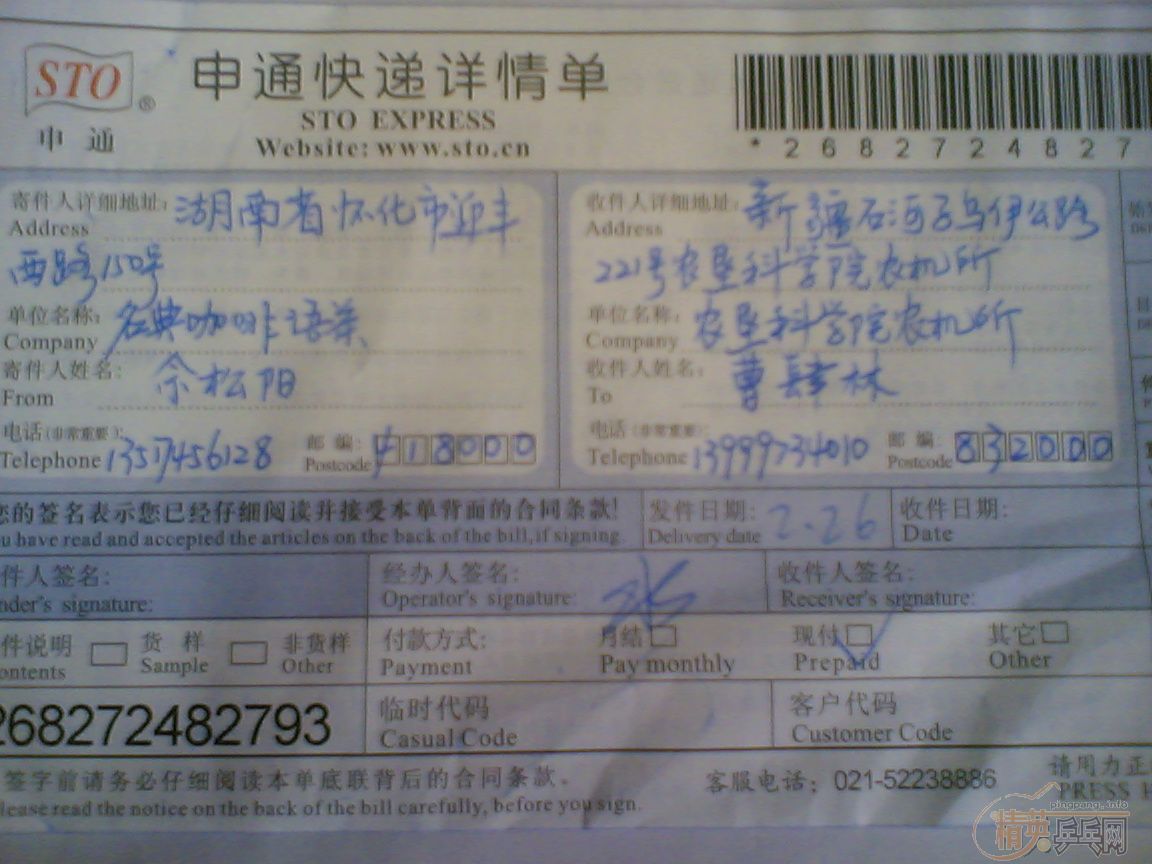 STO ®
申通
申通快递详情单
STO EXPRESS
Website: www.sto.cn
* 2 6 8 2 7 2 4 8 2 7
寄件人详细地址: 湖南省怀化市迎丰
Address
西路150号
单位名称: 名典咖啡语茶
Company
寄件人姓名: 佘松阳
From
电话(非常重要): 13517456128 邮编: 418000
Telephone Postcode
收件人详细地址: 新疆石河子乌伊公路
Address
221号农垦科学院农机所
单位名称: 农垦科学院农机所
Company
收件人姓名: 曹肆林
To
电话(非常重要): 13999734010 邮编: 832000
Telephone Postcode
您的签名表示您已经仔细阅读并接受本单背面的合同条款!
u have read and accepted the articles on the back of the bill, if signing.
发件日期: 2.26
Delivery date
收件日期:
Date
件人签名:
nder's signature:
经办人签名:
Operator's signature:
收件人签名:
Receiver's signature:
件说明 货样 非货样
ontents Sample Other
付款方式: 月结 现付 其它
Payment Pay monthly Prepaid Other
268272482793
临时代码
Casual Code
客户代码
Customer Code
签字前请务必仔细阅读本单底联背后的合同条款。
lease read the notice on the back of the bill carefully, before you sign.
客服电话: 021-52238886
请用力正
PRESS H
pingpang.info
精英乒乓网